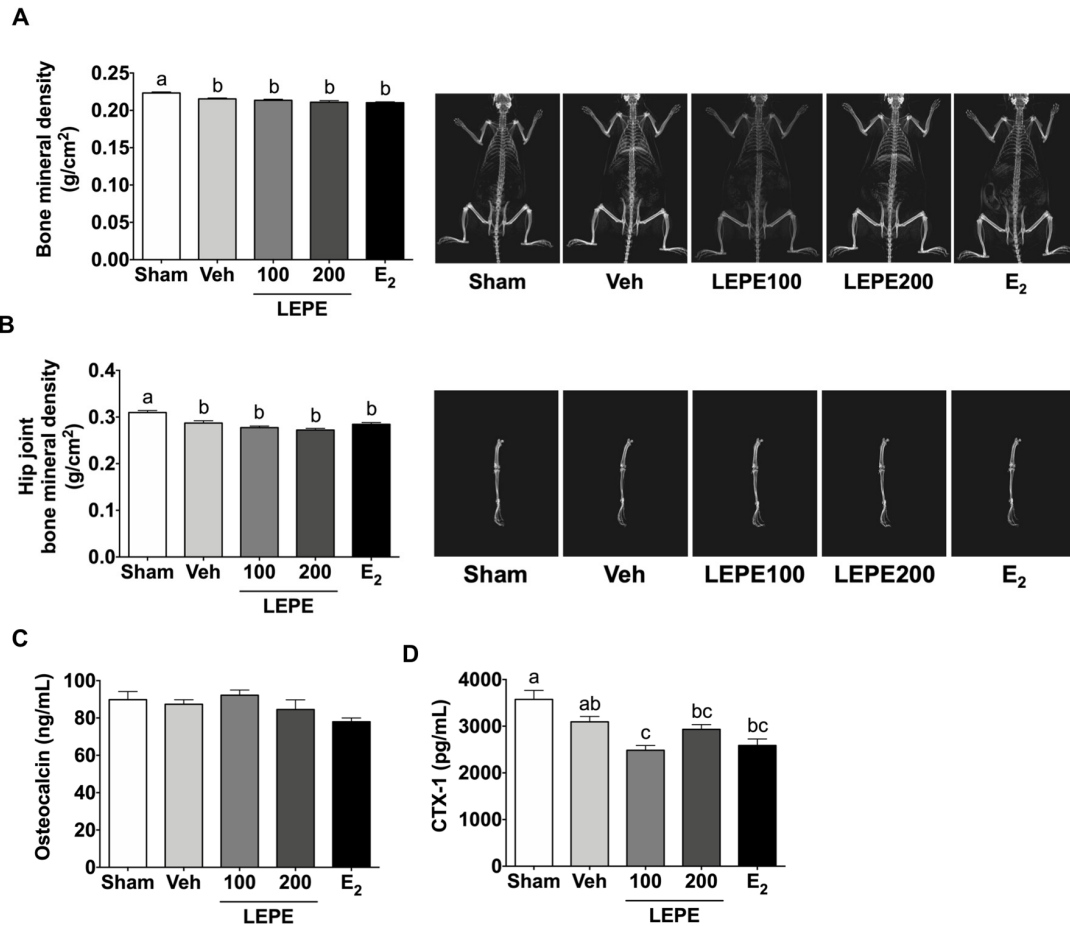 A
Bone mineral density
(g/cm2)
0.25
0.20
0.15
0.10
0.05
0.00
a
b
b
b
b
Sham Veh 100 200 E2
LEPE
Sham Veh LEPE100 LEPE200 E2
B
Hip joint
bone mineral density
(g/cm2)
0.4
0.3
0.2
0.1
0.0
a
b
b
b
b
Sham Veh 100 200 E2
LEPE
Sham Veh LEPE100 LEPE200 E2
C
Osteocalcin (ng/mL)
100
80
60
40
20
0
Sham Veh 100 200 E2
LEPE
D
CTX-1 (pg/mL)
4000
3000
2000
1000
0
a
ab
c
bc
bc
Sham Veh 100 200 E2
LEPE